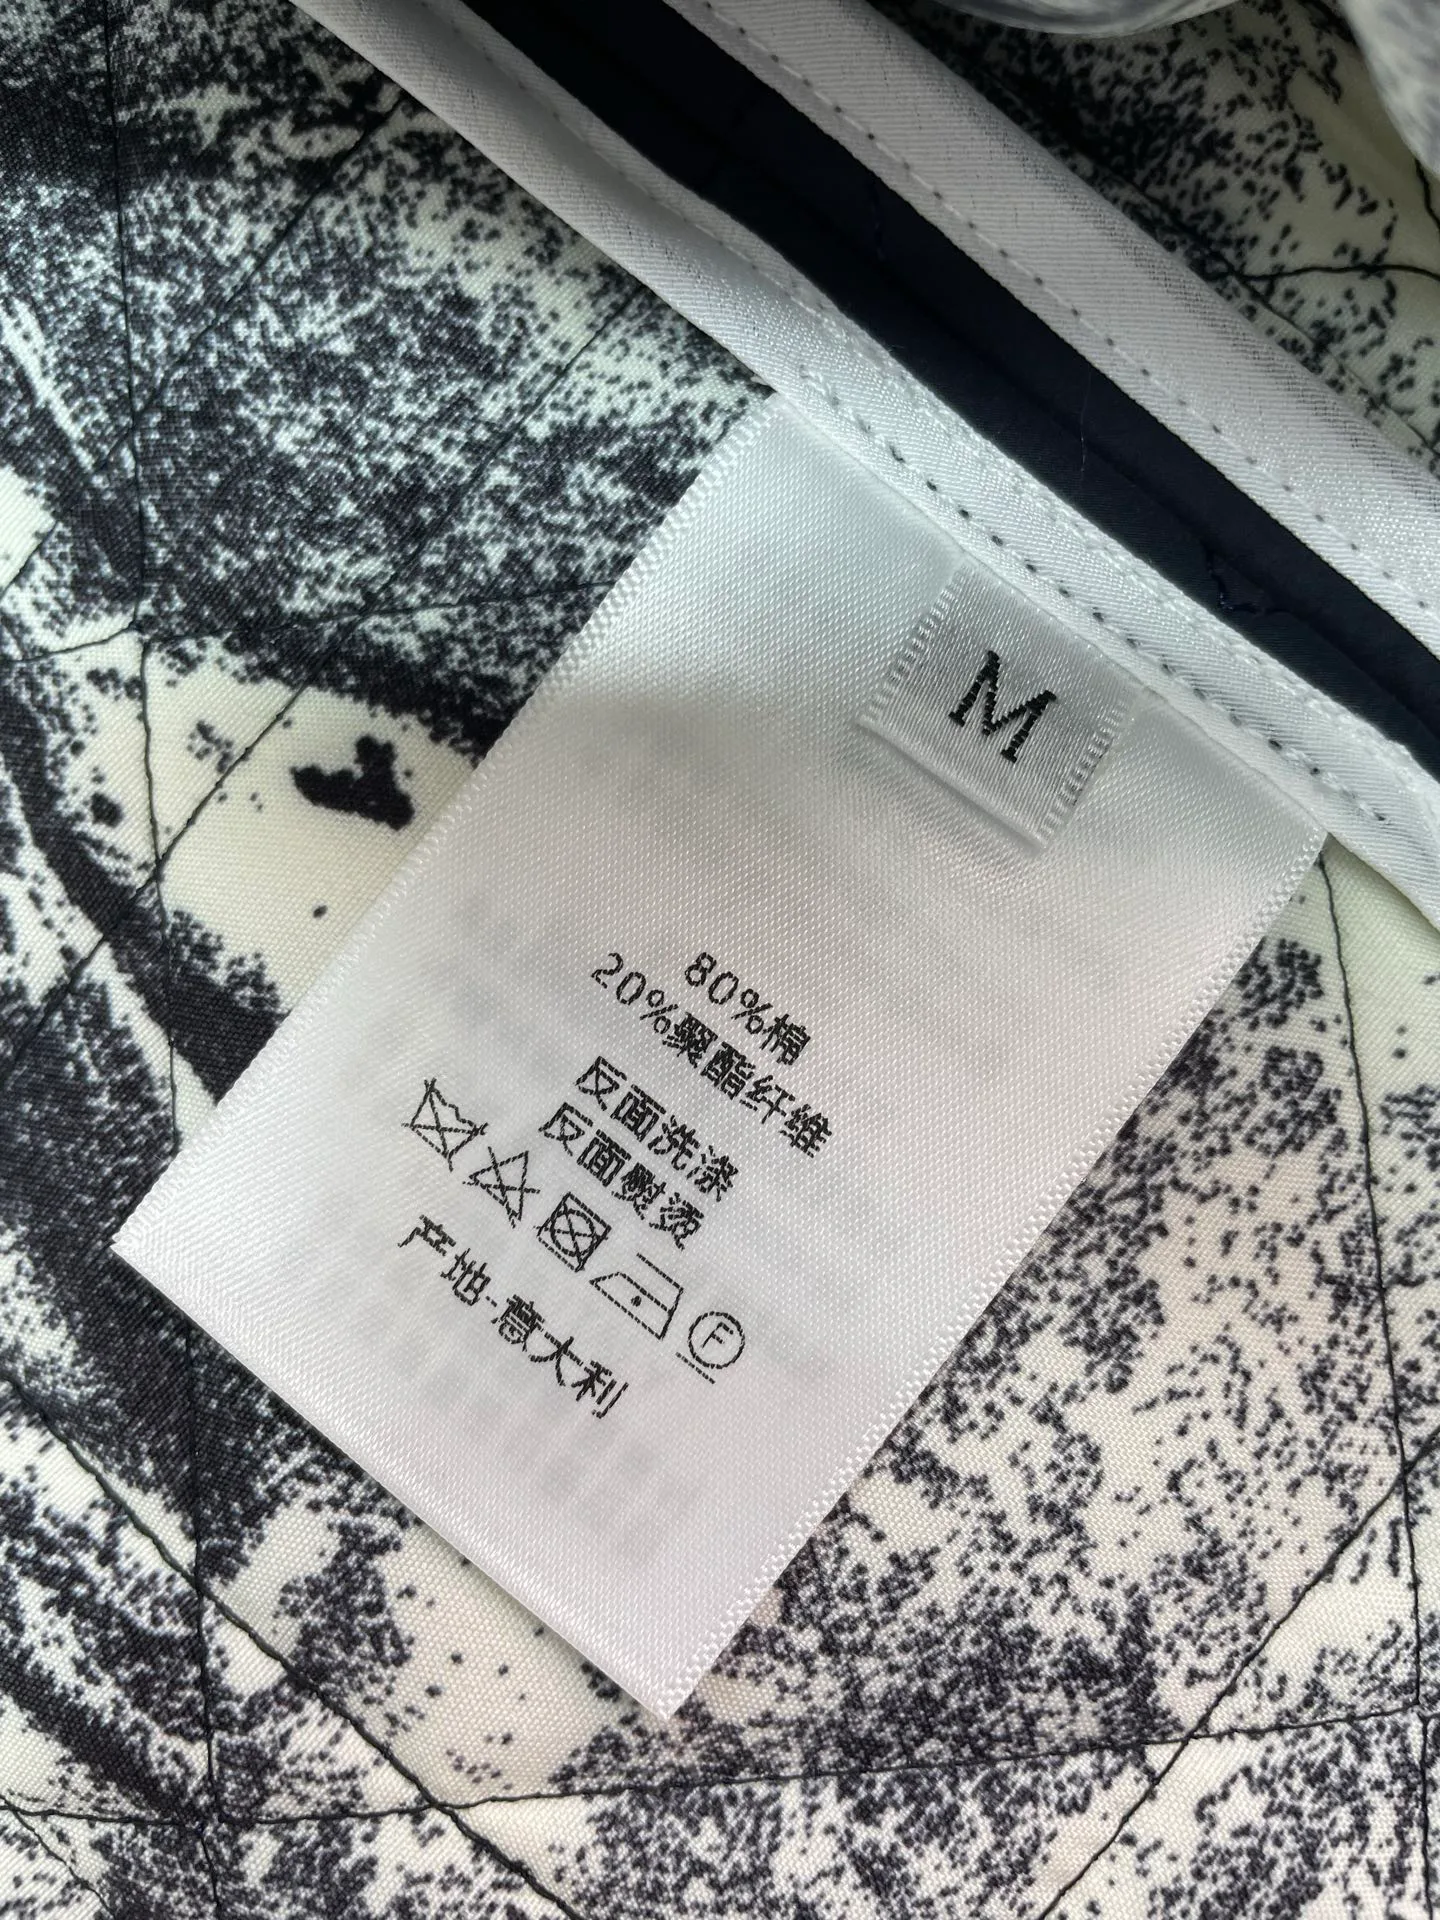 M
80%棉
20%聚酯纤维
反面洗涤
反面熨烫
F
产地:意大利